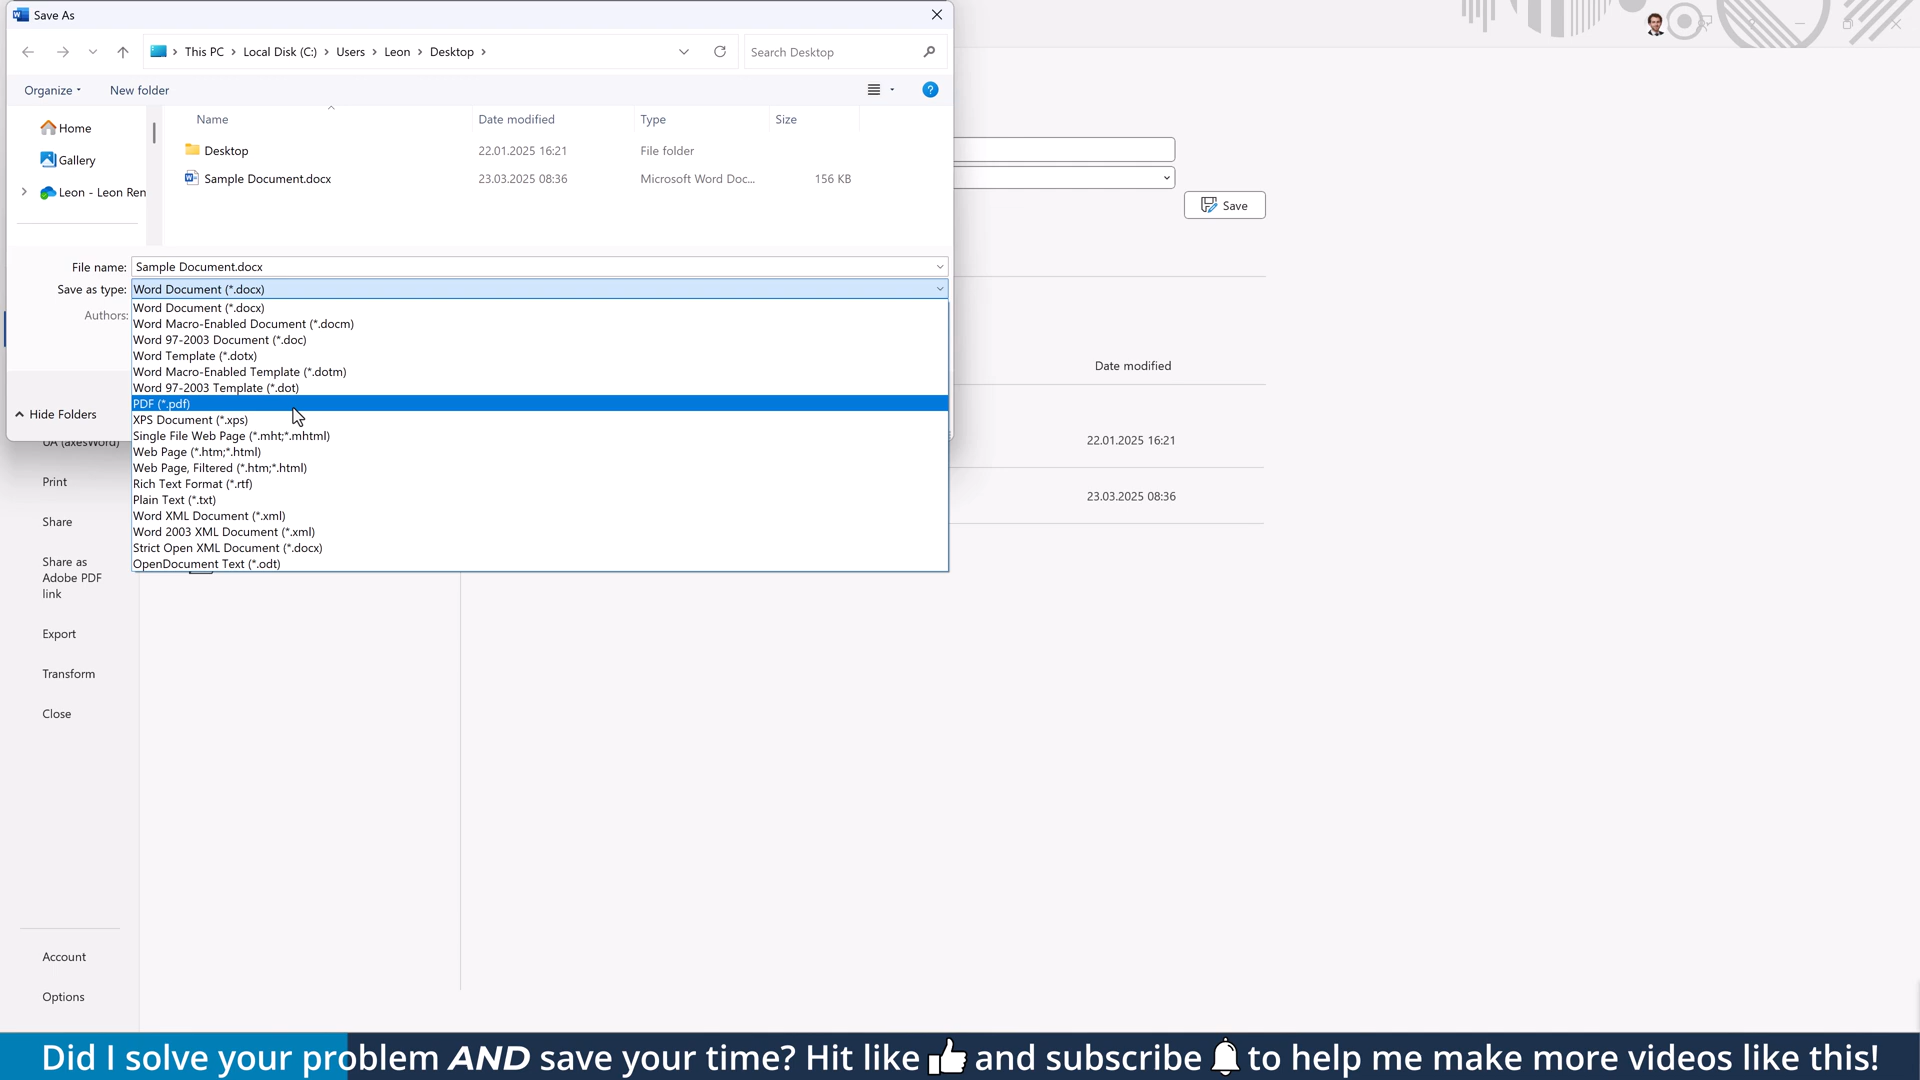 Save As
This PC > Local Disk (C:) > Users > Leon > Desktop >
Search Desktop
Organize
New folder
Name
Date modified
Type
Size
Home
Gallery
Leon - Leon Ren
Desktop
22.01.2025 16:21
File folder
Sample Document.docx
23.03.2025 08:36
Microsoft Word Doc...
156 KB
Save
File name:
Sample Document.docx
Save as type:
Word Document (*.docx)
Authors:
Word Document (*.docx)
Word Macro-Enabled Document (*.docm)
Word 97-2003 Document (*.doc)
Word Template (*.dotx)
Word Macro-Enabled Template (*.dotm)
Word 97-2003 Template (*.dot)
PDF (*.pdf)
XPS Document (*.xps)
Single File Web Page (*.mht;*.mhtml)
Web Page (*.htm;*.html)
Web Page, Filtered (*.htm;*.html)
Rich Text Format (*.rtf)
Plain Text (*.txt)
Word XML Document (*.xml)
Word 2003 XML Document (*.xml)
Strict Open XML Document (*.docx)
OpenDocument Text (*.odt)
Hide Folders
Date modified
22.01.2025 16:21
23.03.2025 08:36
UA (axesWord)
Print
Share
Share as
Adobe PDF
link
Export
Transform
Close
Account
Options
Did I solve your problem AND save your time? Hit like and subscribe to help me make more videos like this!